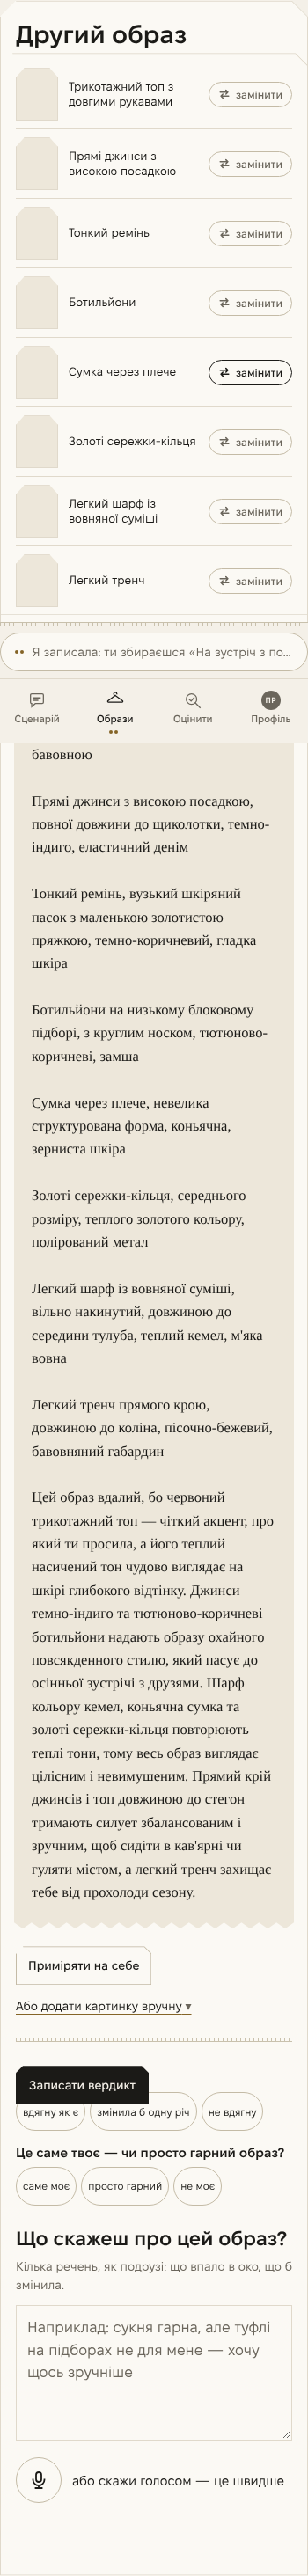 Другий образ
Трикотажний топ з
довгими рукавами
замінити
Прямі джинси з
високою посадкою
замінити
Тонкий ремінь
замінити
Ботильйони
замінити
Сумка через плече
замінити
Золоті сережки-кільця
замінити
Легкий шарф із
вовняної суміші
замінити
Легкий тренч
замінити
Я записала: ти збираєшся «На зустріч з по...
Сценарій
Образи
Оцінити
ПР
Профіль
бавовною
Прямі джинси з високою посадкою,
повної довжини до щиколотки, темно-
індиго, еластичний денім
Тонкий ремінь, вузький шкіряний
пасок з маленькою золотистою
пряжкою, темно-коричневий, гладка
шкіра
Ботильйони на низькому блоковому
підборі, з круглим носком, тютюново-
коричневі, замша
Сумка через плече, невелика
структурована форма, коньячна,
зерниста шкіра
Золоті сережки-кільця, середнього
розміру, теплого золотого кольору,
полірований метал
Легкий шарф із вовняної суміші,
вільно накинутий, довжиною до
середини тулуба, теплий кемел, м'яка
вовна
Легкий тренч прямого крою,
довжиною до коліна, пісочно-бежевий,
бавовняний габардин
Цей образ вдалий, бо червоний
трикотажний топ — чіткий акцент, про
який ти просила, а його теплий
насичений тон чудово виглядає на
шкірі глибокого відтінку. Джинси
темно-індиго та тютюново-коричневі
ботильйони надають образу охайного
повсякденного стилю, який пасує до
осінньої зустрічі з друзями. Шарф
кольору кемел, коньячна сумка та
золоті сережки-кільця повторюють
теплі тони, тому весь образ виглядає
цілісним і невимушеним. Прямий крій
джинсів і топ довжиною до стегон
тримають силует збалансованим і
зручним, щоб сидіти в кав'ярні чи
гуляти містом, а легкий тренч захищає
тебе від прохолоди сезону.
Приміряти на себе
Або додати картинку вручну ▾
Записати вердикт
вдягну як є
змінила б одну річ
не вдягну
Це саме твоє — чи просто гарний образ?
саме моє
просто гарний
не моє
Що скажеш про цей образ?
Кілька речень, як подрузі: що впало в око, що б
змінила.
Наприклад: сукня гарна, але туфлі
на підборах не для мене — хочу
щось зручніше
або скажи голосом — це швидше